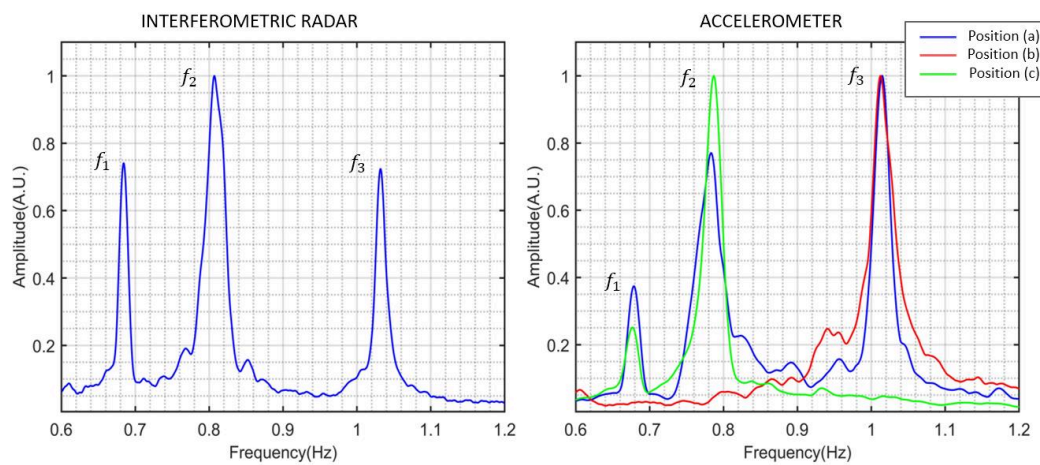 INTERFEROMETRIC RADAR
1
0.8
0.6
0.4
0.2
Amplitude(A.U.)
f₁
f₂
f₃
0.6 0.7 0.8 0.9 1 1.1 1.2
Frequency(Hz)
ACCELEROMETER
Position (a)
Position (b)
Position (c)
1
0.8
0.6
0.4
0.2
Amplitude(A.U.)
f₁
f₂
f₃
0.6 0.7 0.8 0.9 1 1.1 1.2
Frequency(Hz)